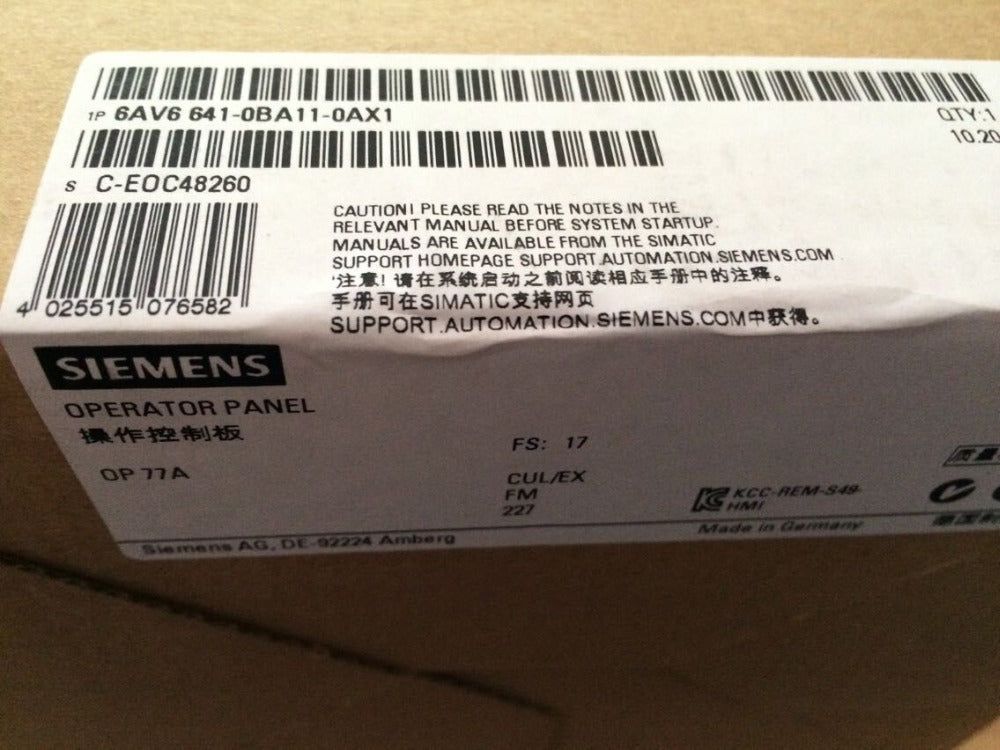 1P 6AV6 641-0BA11-0AX1
QTY:1
10.20
S C-EOC48260
4 025515 076582
CAUTION! PLEASE READ THE NOTES IN THE
RELEVANT MANUAL BEFORE SYSTEM STARTUP.
MANUALS ARE AVAILABLE FROM THE SIMATIC
SUPPORT HOMEPAGE SUPPORT.AUTOMATION.SIEMENS.COM
注意! 请在系统启动之前阅读相应手册中的注释。
手册可在SIMATIC支持网页
SUPPORT.AUTOMATION.SIEMENS.COM中获得。
SIEMENS
OPERATOR PANEL
操作控制板
OP 77A
FS: 17
CUL/EX
FM
227
KCC-REM-S49-
HMI
Made in Germany
Siemens AG, DE-92224 Amberg